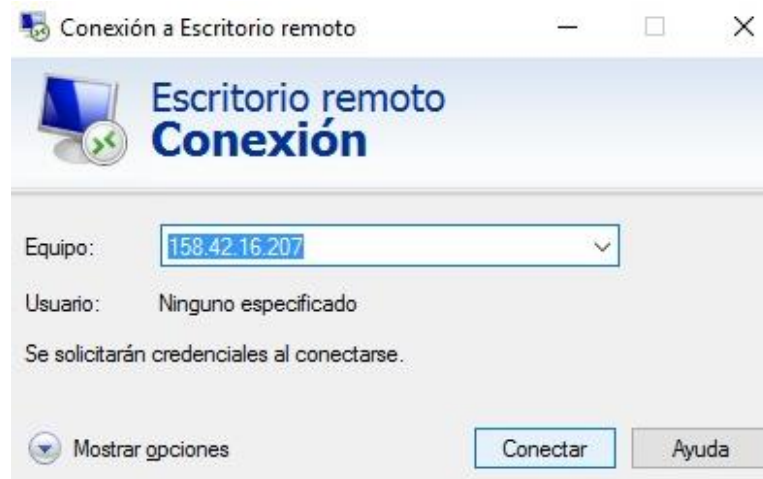 Conexión a Escritorio remoto
Escritorio remoto
Conexión
Equipo: 158.42.16.207
Usuario: Ninguno especificado
Se solicitarán credenciales al conectarse.
Mostrar opciones Conectar Ayuda